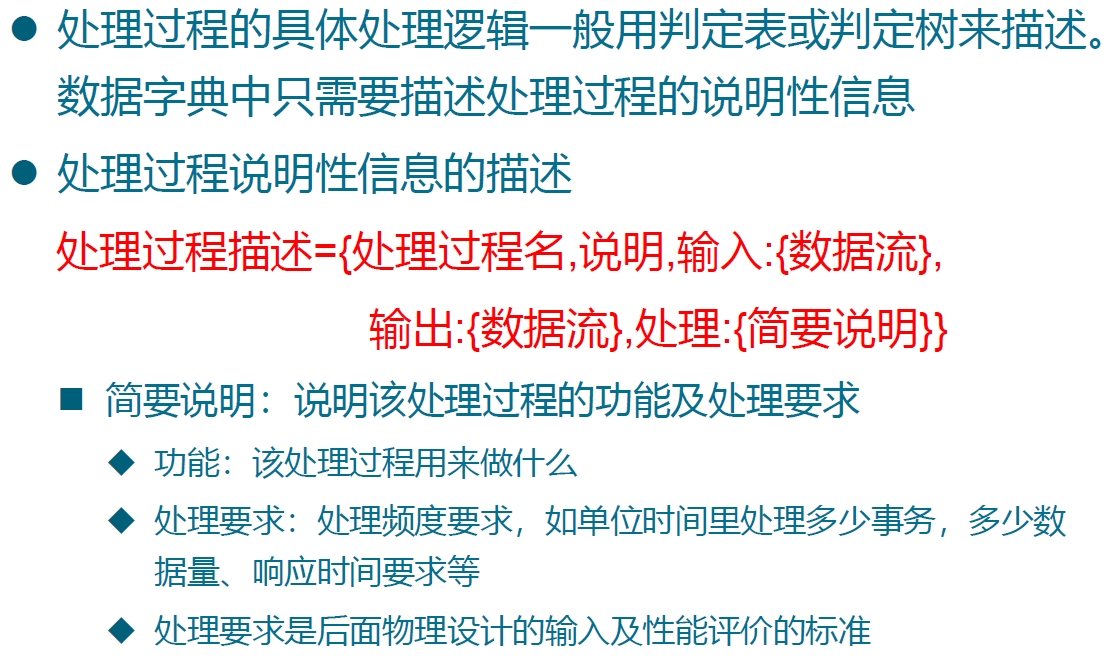 ● 处理过程的具体处理逻辑一般用判定表或判定树来描述。
数据字典中只需要描述处理过程的说明性信息
● 处理过程说明性信息的描述
处理过程描述={处理过程名,说明,输入:{数据流},
输出:{数据流},处理:{简要说明}}
■ 简要说明：说明该处理过程的功能及处理要求
◆ 功能：该处理过程用来做什么
◆ 处理要求：处理频度要求，如单位时间里处理多少事务，多少数
据量、响应时间要求等
◆ 处理要求是后面物理设计的输入及性能评价的标准